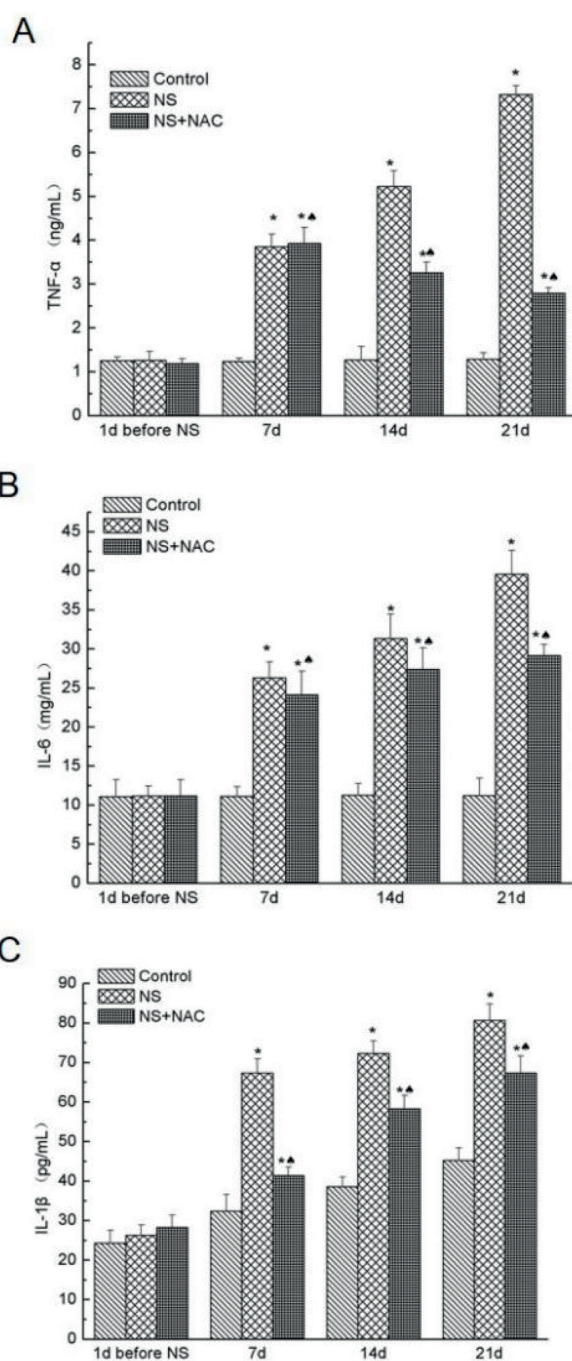 A
Control
NS
NS+NAC
TNF-α (ng/mL)
8
7
6
5
4
3
2
1
0
*
*♠
*
*♠
*
*♠
1d before NS 7d 14d 21d
B
Control
NS
NS+NAC
IL-6 (mg/mL)
45
40
35
30
25
20
15
10
5
0
*
*♠
*
*♠
*
*♠
1d before NS 7d 14d 21d
C
Control
NS
NS+NAC
IL-1β (pg/mL)
90
80
70
60
50
40
30
20
10
0
*
*♠
*
*♠
*
*♠
1d before NS 7d 14d 21d